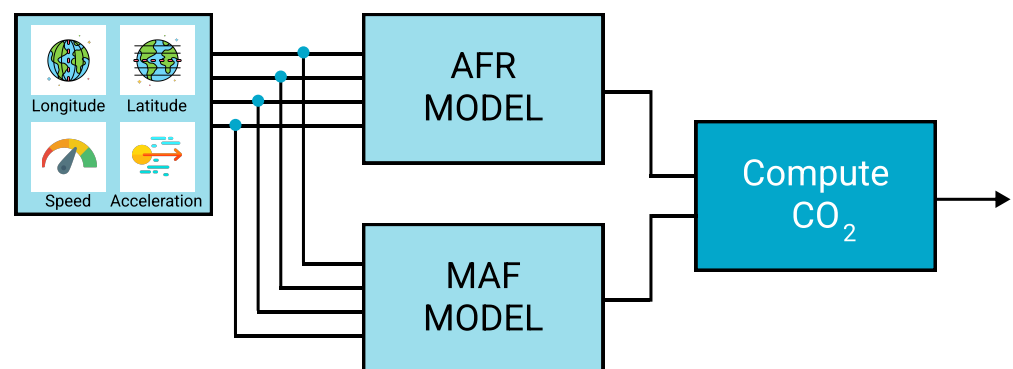 Longitude
Latitude
Speed
Acceleration
AFR
MODEL
MAF
MODEL
Compute
CO2